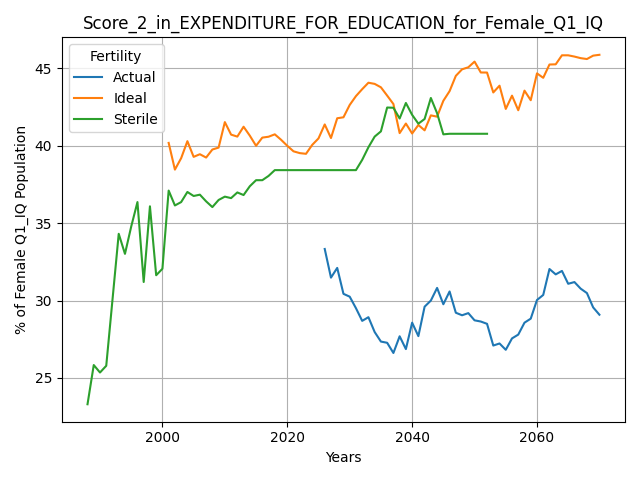 Score_2_in_EXPENDITURE_FOR_EDUCATION_for_Female_Q1_IQ
Fertility
Actual
Ideal
Sterile
% of Female Q1_IQ Population
45
40
35
30
25
2000
2020
2040
2060
Years